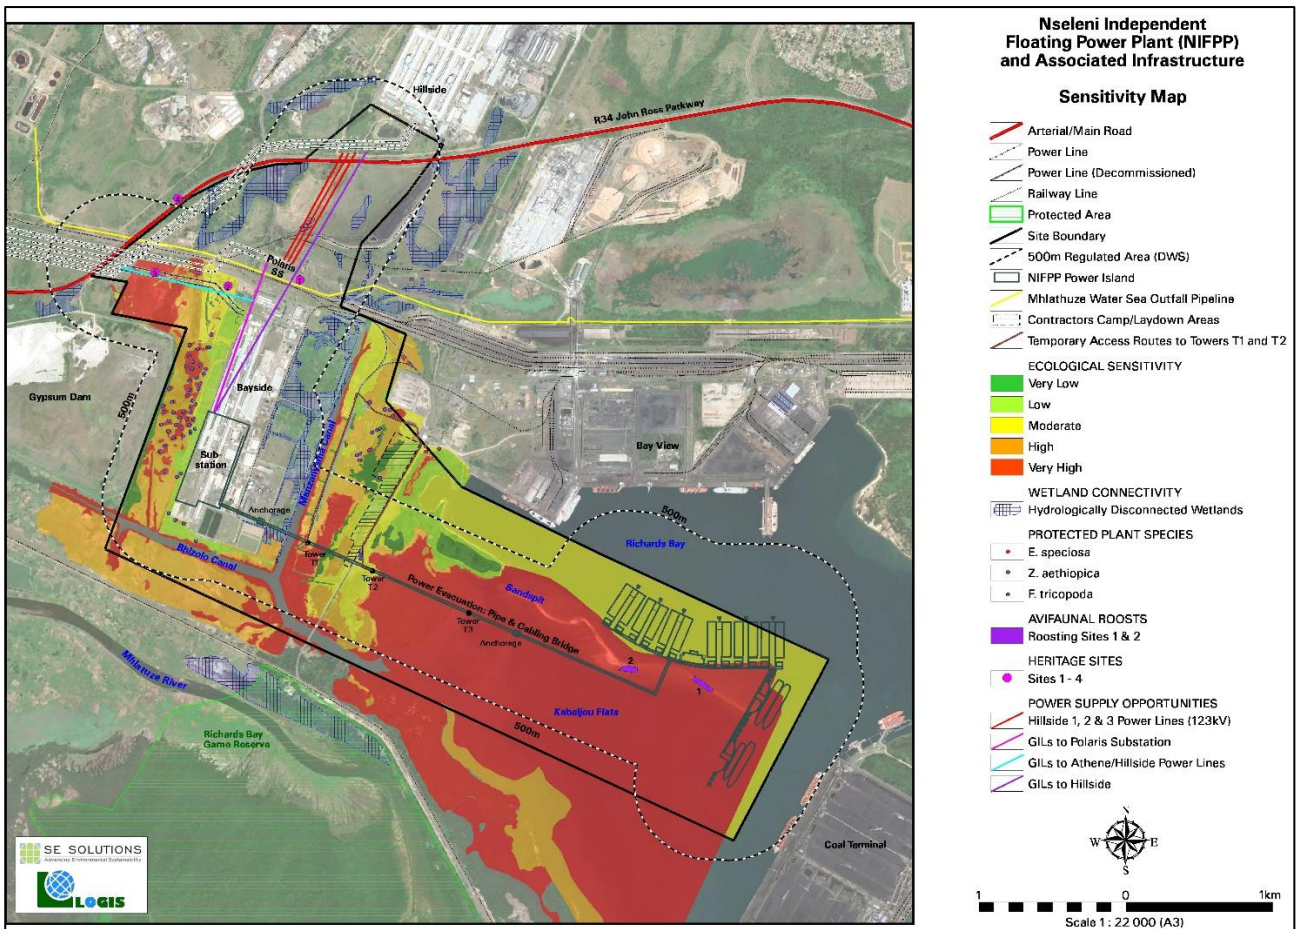 Nseleni Independent
Floating Power Plant (NIFPP)
and Associated Infrastructure
Sensitivity Map
Arterial/Main Road
Power Line
Power Line (Decommissioned)
Railway Line
Protected Area
Site Boundary
500m Regulated Area (DWS)
NIFPP Power Island
Mhlathuze Water Sea Outfall Pipeline
Contractors Camp/Laydown Areas
Temporary Access Routes to Towers T1 and T2
ECOLOGICAL SENSITIVITY
Very Low
Low
Moderate
High
Very High
WETLAND CONNECTIVITY
Hydrologically Disconnected Wetlands
PROTECTED PLANT SPECIES
E. speciosa
Z. aethiopica
F. tricopoda
AVIFAUNAL ROOSTS
Roosting Sites 1 & 2
HERITAGE SITES
Sites 1 - 4
POWER SUPPLY OPPORTUNITIES
Hillside 1, 2 & 3 Power Lines (123kV)
GILs to Polaris Substation
GILs to Athene/Hillside Power Lines
GILs to Hillside
N
W E
S
1 0 1km
Scale 1 : 22 000 (A3)
Hillside
R34 John Ross Parkway
Polaris
SS
Gypsum Dam
500m
Bayside
Manzanyana Canal
Sub-
station
Bay View
Anchorage
500m
Richards Bay
Bhizolo Canal
Tower
T1
Tower
T2
Sandspit
Power Evacuation: Pipe & Cabling Bridge
Tower
T3
Anchorage
2
1
Mhlatuze River
Kabeljou Flats
500m
Richards Bay
Game Reserve
Coal Terminal
SE SOLUTIONS
Advancing Environmental Sustainability
LOGIS